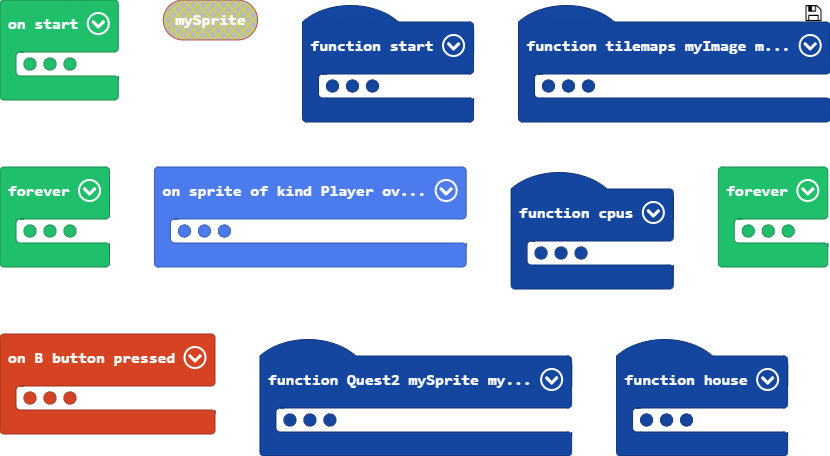 on start
mySprite
function start
function tilemaps myImage m...
forever
on sprite of kind Player ov...
function cpus
forever
on B button pressed
function Quest2 mySprite my...
function house